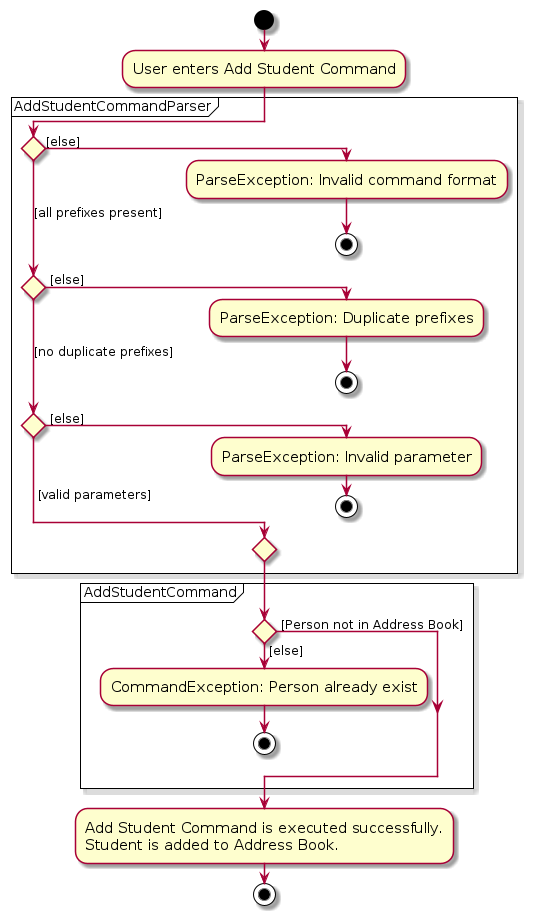 User enters Add Student Command
AddStudentCommandParser
[else]
ParseException: Invalid command format
[all prefixes present]
[else]
ParseException: Duplicate prefixes
[no duplicate prefixes]
[else]
ParseException: Invalid parameter
[valid parameters]
AddStudentCommand
[Person not in Address Book]
[else]
CommandException: Person already exist
Add Student Command is executed successfully.
Student is added to Address Book.